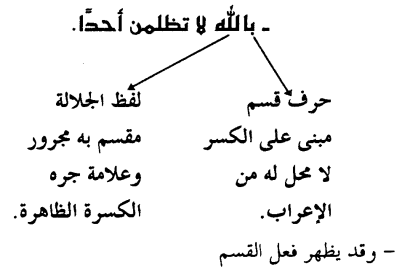 - بالله لا تظلمن أحدًا.
حرف قسم
مبنى على الكسر
لا محل له من
الإعراب.
لفظ الجلالة
مقسم به مجرور
وعلامة جره
الكسرة الظاهرة.
- وقد يظهر فعل القسم